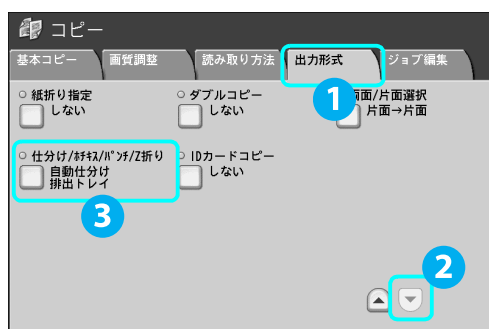 コピー
基本コピー 画質調整 読み取り方法 出力形式 ジョブ編集
紙折り指定 ダブルコピー 面/片面選択
しない しない 片面→片面
1
仕分け/ホチキス/パンチ/Z折り IDカードコピー
自動仕分け しない
排出トレイ
3
2